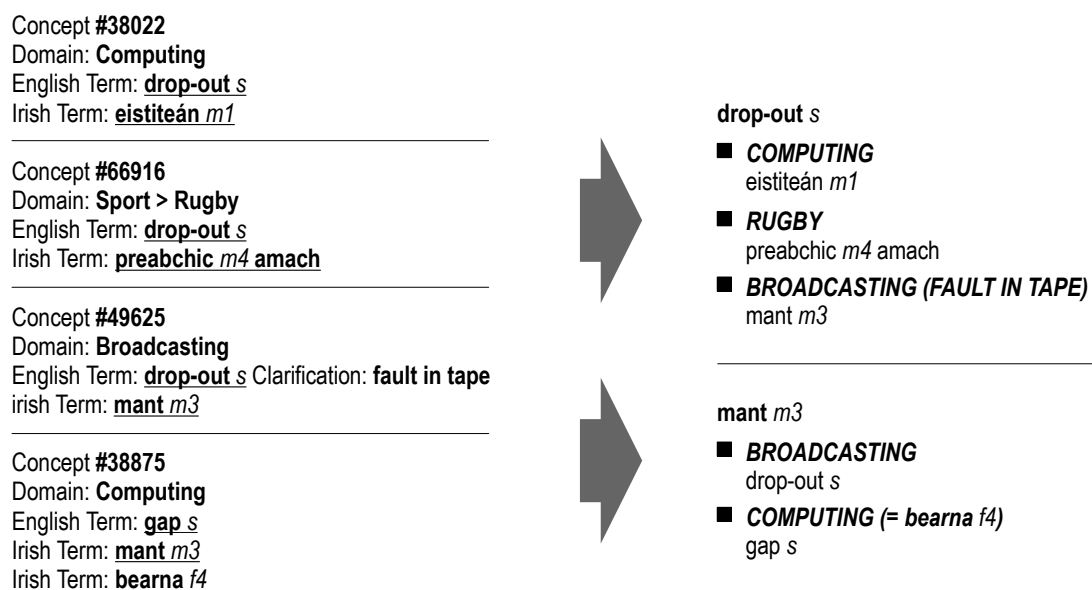 Concept #38022
Domain: Computing
English Term: drop-out s
Irish Term: eistiteán m1
Concept #66916
Domain: Sport > Rugby
English Term: drop-out s
Irish Term: preabchic m4 amach
Concept #49625
Domain: Broadcasting
English Term: drop-out s Clarification: fault in tape
irish Term: mant m3
Concept #38875
Domain: Computing
English Term: gap s
Irish Term: mant m3
Irish Term: bearna f4
drop-out s
■ COMPUTING
eistiteán m1
■ RUGBY
preabchic m4 amach
■ BROADCASTING (FAULT IN TAPE)
mant m3
mant m3
■ BROADCASTING
drop-out s
■ COMPUTING (= bearna f4)
gap s